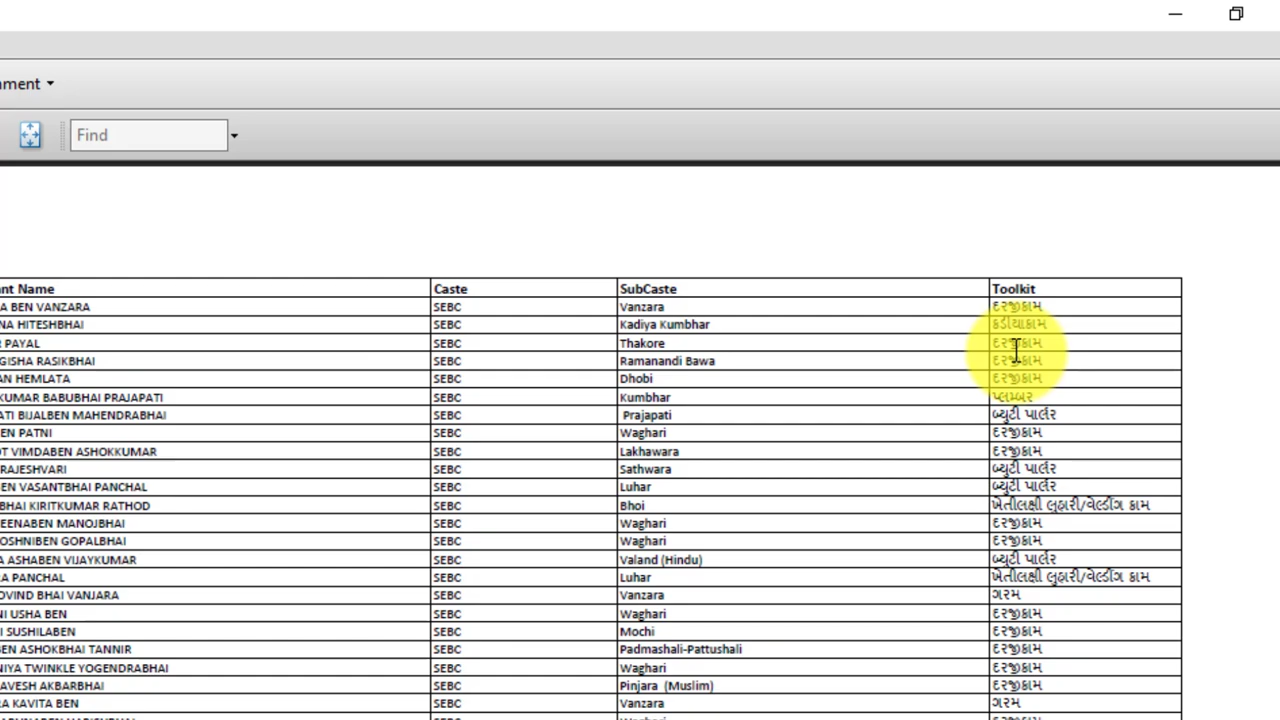 ment
Find
nt Name Caste SubCaste Toolkit
A BEN VANZARA SEBC Vanzara દરજીકામ
NA HITESHBHAI SEBC Kadiya Kumbhar કડીયાકામ
R PAYAL SEBC Thakore દરજીકામ
GISHA RASIKBHAI SEBC Ramanandi Bawa દરજીકામ
AN HEMLATA SEBC Dhobi દરજીકામ
KUMAR BABUBHAI PRAJAPATI SEBC Kumbhar પ્લમ્બર
ATI BIJALBEN MAHENDRABHAI SEBC Prajapati બ્યુટી પાર્લર
EN PATNI SEBC Waghari દરજીકામ
OT VIMDABEN ASHOKKUMAR SEBC Lakhawara દરજીકામ
RAJESHVARI SEBC Sathwara બ્યુટી પાર્લર
EN VASANTBHAI PANCHAL SEBC Luhar બ્યુટી પાર્લર
BHAI KIRITKUMAR RATHOD SEBC Bhoi ખેતીલક્ષી લુહારી/વેલ્ડીંગ કામ
EENABEN MANOJBHAI SEBC Waghari દરજીકામ
OSHNIBEN GOPALBHAI SEBC Waghari દરજીકામ
A ASHABEN VIJAYKUMAR SEBC Valand (Hindu) બ્યુટી પાર્લર
RA PANCHAL SEBC Luhar ખેતીલક્ષી લુહારી/વેલ્ડીંગ કામ
OVIND BHAI VANJARA SEBC Vanzara ગરમ
NI USHA BEN SEBC Waghari દરજીકામ
I SUSHILABEN SEBC Mochi દરજીકામ
BEN ASHOKBHAI TANNIR SEBC Padmashali-Pattushali દરજીકામ
NIYA TWINKLE YOGENDRABHAI SEBC Waghari દરજીકામ
AVESH AKBARBHAI SEBC Pinjara (Muslim) દરજીકામ
RA KAVITA BEN SEBC Vanzara ગરમ